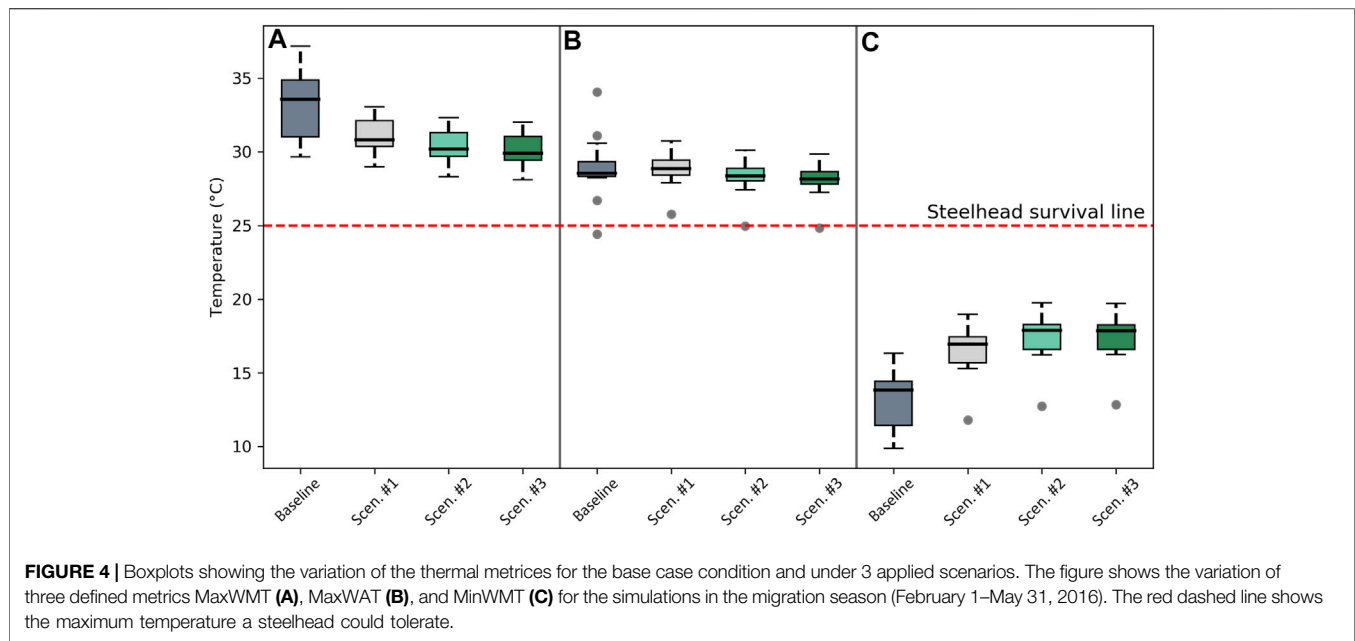 A
B
C
35
30
25
20
15
10
Temperature (°C)
Steelhead survival line
Baseline
Scen. #1
Scen. #2
Scen. #3
Baseline
Scen. #1
Scen. #2
Scen. #3
Baseline
Scen. #1
Scen. #2
Scen. #3
FIGURE 4 | Boxplots showing the variation of the thermal metrices for the base case condition and under 3 applied scenarios. The figure shows the variation of
three defined metrics MaxWMT (A), MaxWAT (B), and MinWMT (C) for the simulations in the migration season (February 1–May 31, 2016). The red dashed line shows
the maximum temperature a steelhead could tolerate.